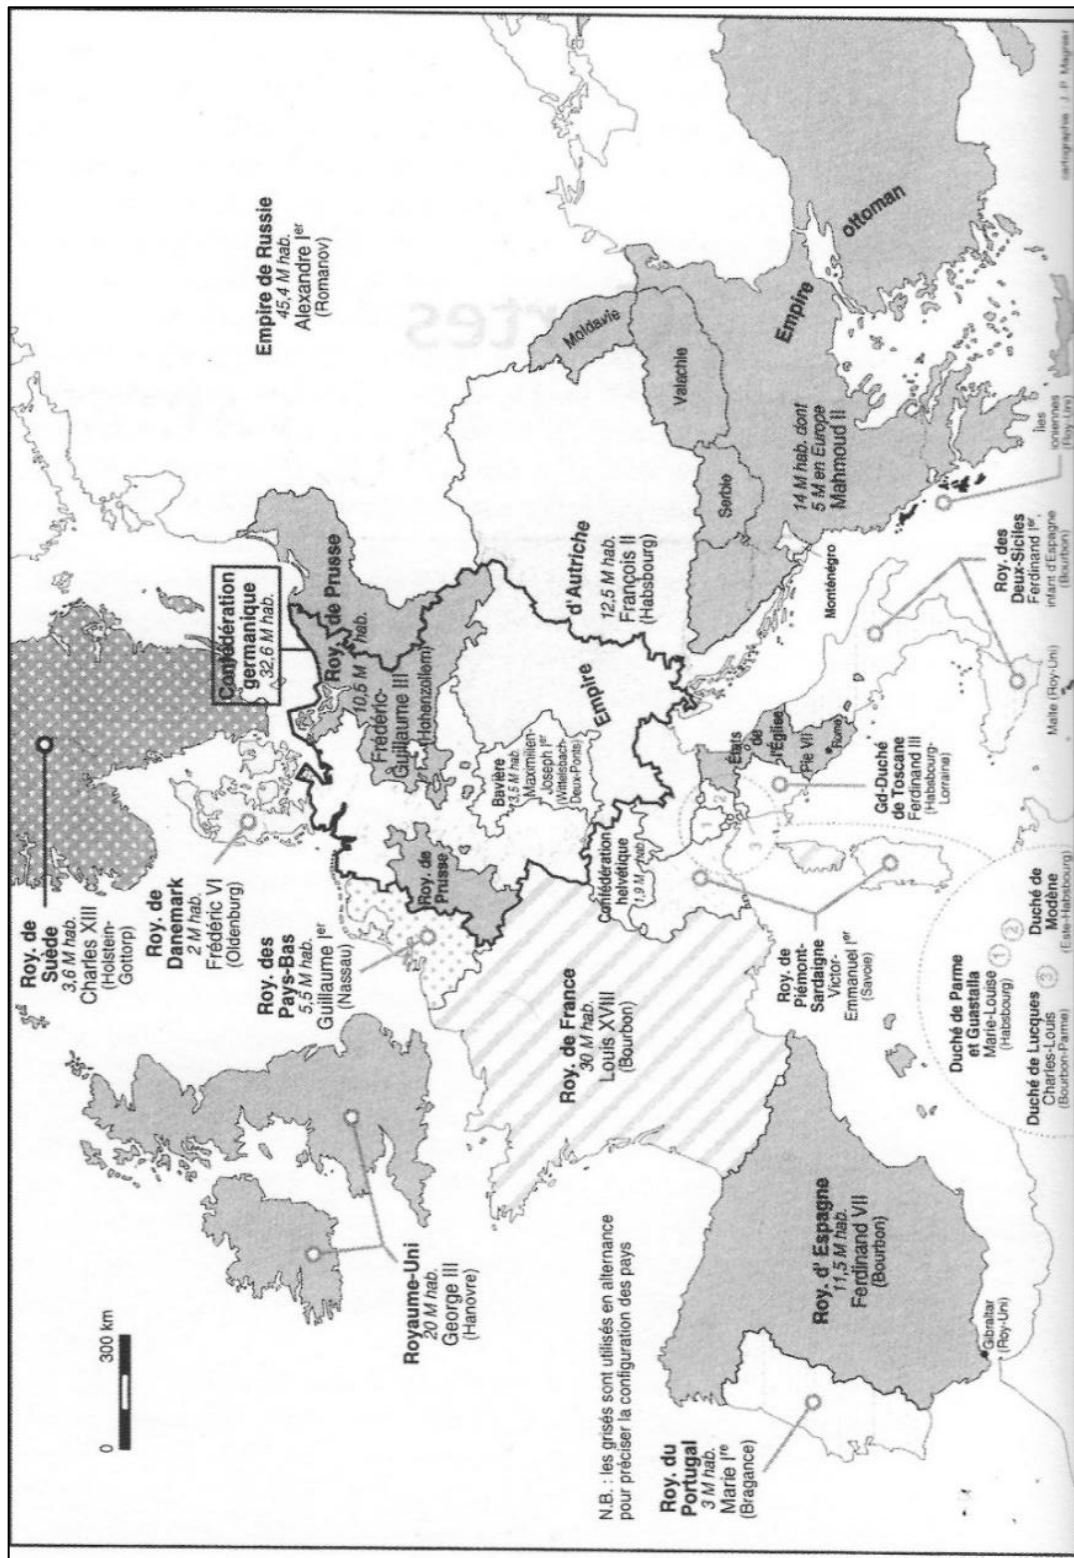 0 300 km
Roy. de
Suède
3,6 M hab.
Charles XIII
(Holstein-
Gottorp)
Roy. de
Danemark
2 M hab.
Frédéric VI
(Oldenburg)
Roy. des
Pays-Bas
5,5 M hab.
Guillaume Ier
(Nassau)
Royaume-Uni
20 M hab.
George III
(Hanovre)
Confédération
germanique
32,6 M hab.
Empire de Russie
45,4 M hab.
Alexandre Ier
(Romanov)
Roy. de Prusse
10,5 M hab.
Frédéric-
Guillaume III
(Hohenzollern)
Roy. de
Prusse
Bavière
3,5 M hab.
Maximilien-
Joseph Ier
(Wittelsbach-
Deux-Ponts)
Empire
d'Autriche
12,5 M hab.
François II
(Habsbourg)
Moldavie
Valachie
Serbie
Monténégro
Empire
ottoman
14 M hab. dont
5 M en Europe
Mahmoud II
Roy. de France
30 M hab.
Louis XVIII
(Bourbon)
Confédération
helvétique
1,9 M hab.
N.B. : les grisés sont utilisés en alternance
pour préciser la configuration des pays
Roy. du
Portugal
3 M hab.
Marie Ire
(Bragance)
Roy. d'Espagne
11,5 M hab.
Ferdinand VII
(Bourbon)
Gibraltar
(Roy-Uni)
Roy. de
Piémont-
Sardaigne
Victor-
Emmanuel Ier
(Savoie)
États
de
l'Église
Pie VII
Rome
Gd-Duché
de Toscane
Ferdinand III
(Habsbourg-
Lorraine)
1
2
3
Duché de Parme
et Guastalla 1
Marie-Louise
(Habsbourg)
Duché de Lucques 3
Charles-Louis
(Bourbon-Parme)
2 Duché de
Modène
(Este-Habsbourg)
Roy. des
Deux-Siciles
Ferdinand Ier,
infant d'Espagne
(Bourbon)
Malte (Roy-Uni)
Îles
ioniennes
(Roy-Uni)
cartographie : J. P. Magnier